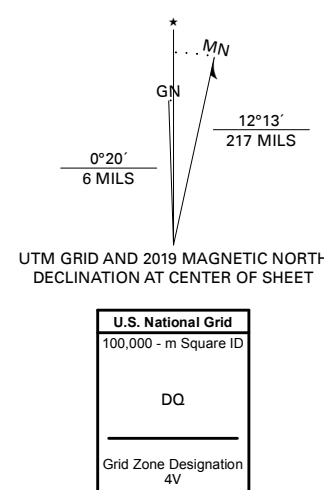 ★
MN
GN
12°13´
217 MILS
0°20´
6 MILS
UTM GRID AND 2019 MAGNETIC NORTH
DECLINATION AT CENTER OF SHEET
U.S. National Grid
100,000 - m Square ID
DQ
Grid Zone Designation
4V